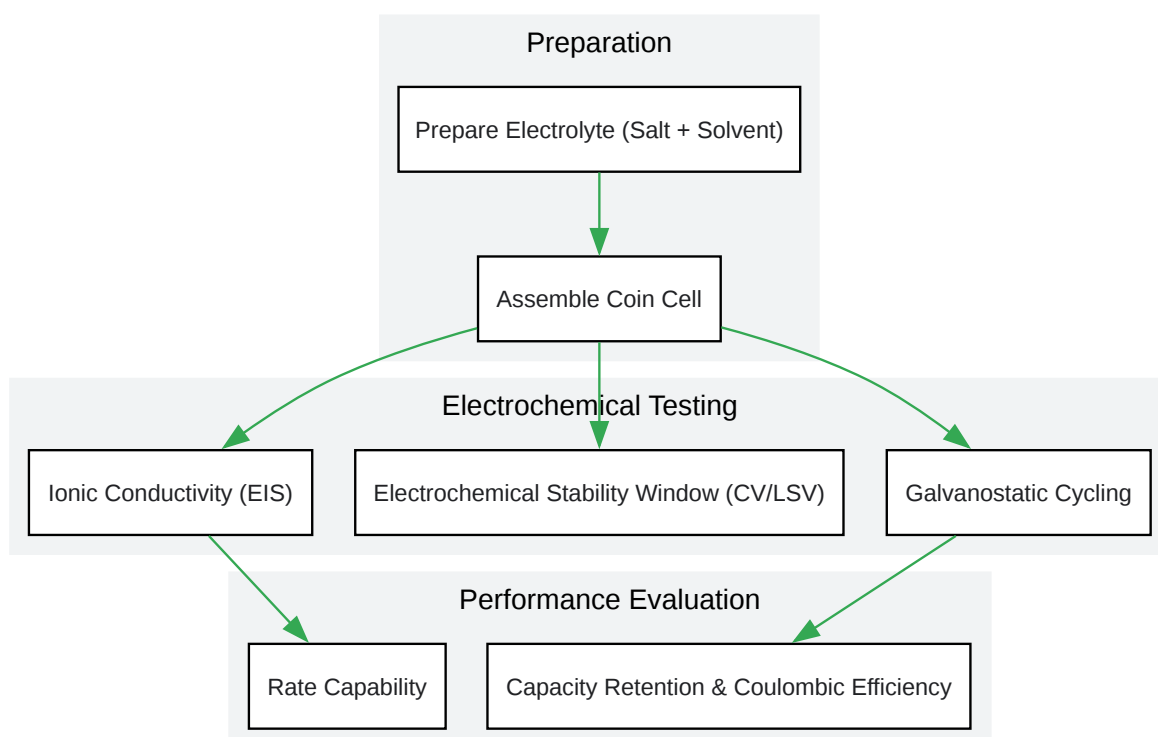 Preparation
Prepare Electrolyte (Salt + Solvent)
Assemble Coin Cell
Electrochemical Testing
Ionic Conductivity (EIS)
Electrochemical Stability Window (CV/LSV)
Galvanostatic Cycling
Performance Evaluation
Rate Capability
Capacity Retention & Coulombic Efficiency